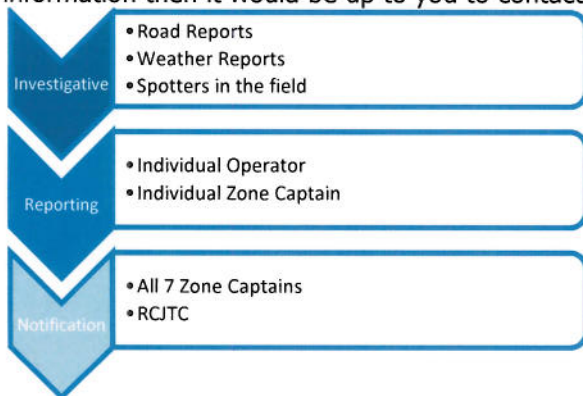 information then it would be up to you to contact
Investigative
• Road Reports
• Weather Reports
• Spotters in the field
Reporting
• Individual Operator
• Individual Zone Captain
Notification
• All 7 Zone Captains
• RCJTC